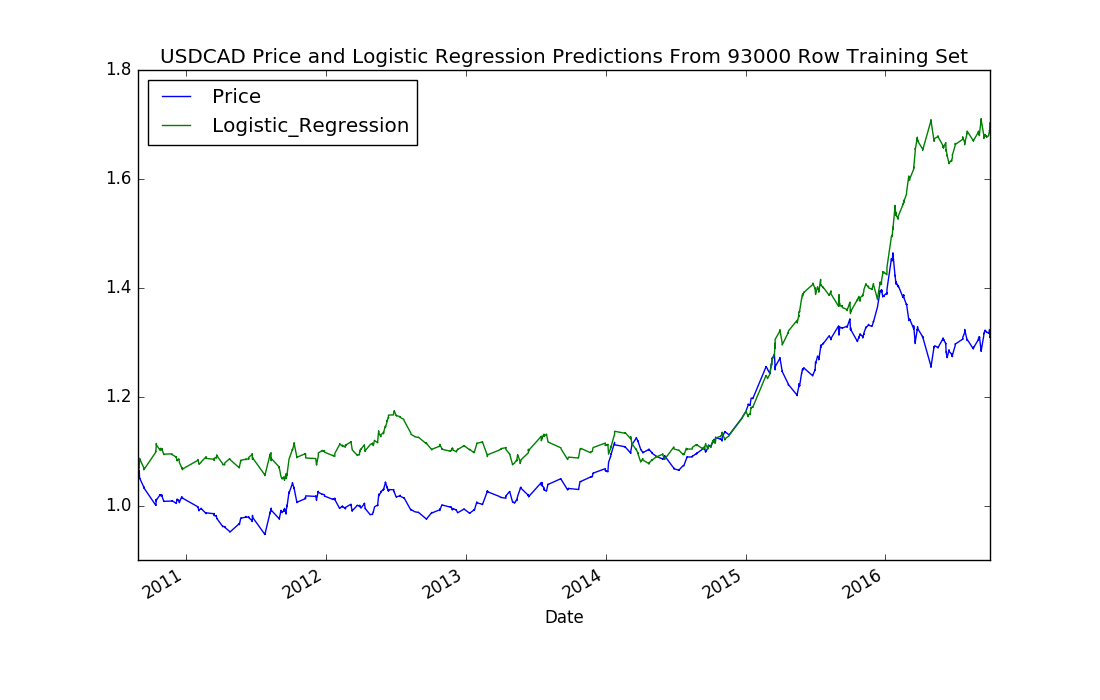 USDCAD Price and Logistic Regression Predictions From 93000 Row Training Set
1.8
Price
Logistic_Regression
1.6
1.4
1.2
1.0
2011 2012 2013 2014 2015 2016
Date